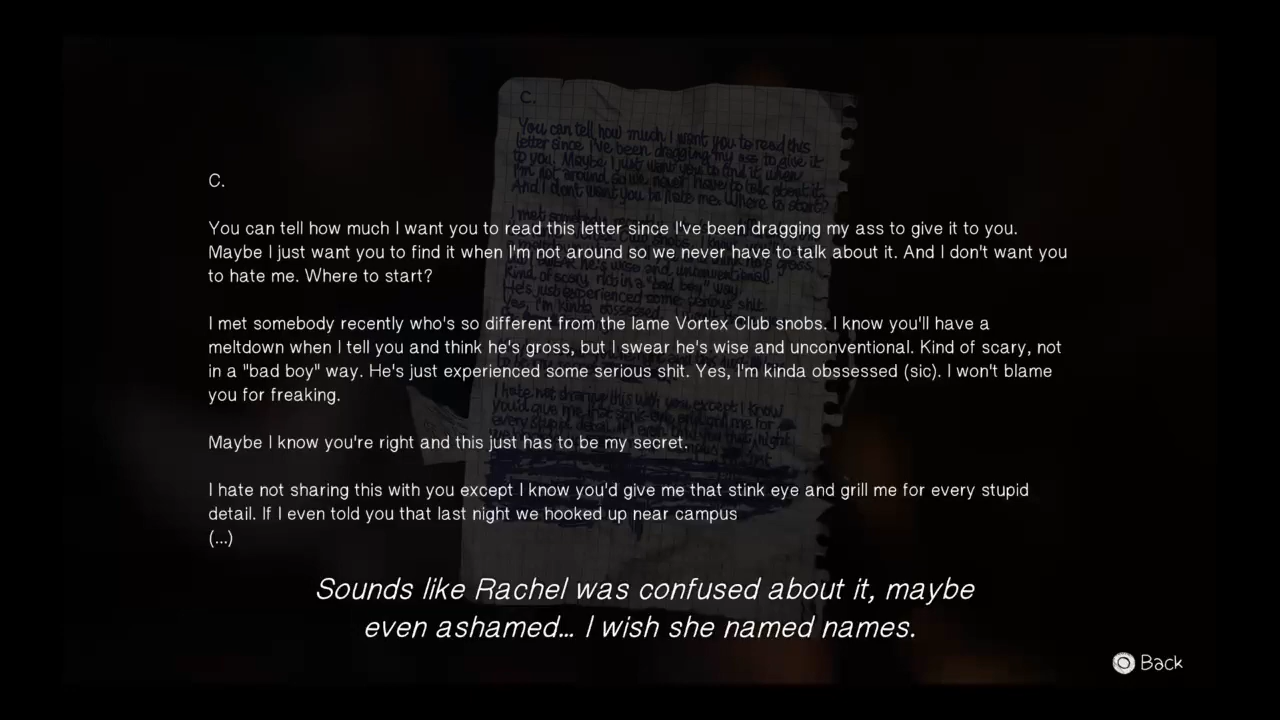 C.
You can tell how much I want you to read this letter since I've been dragging my ass to give it to you.
Maybe I just want you to find it when I'm not around so we never have to talk about it. And I don't want you
to hate me. Where to start?
I met somebody recently who's so different from the lame Vortex Club snobs. I know you'll have a
meltdown when I tell you and think he's gross, but I swear he's wise and unconventional. Kind of scary, not
in a "bad boy" way. He's just experienced some serious shit. Yes, I'm kinda obssessed (sic). I won't blame
you for freaking.
Maybe I know you're right and this just has to be my secret.
I hate not sharing this with you except I know you'd give me that stink eye and grill me for every stupid
detail. If I even told you that last night we hooked up near campus
(...)
Sounds like Rachel was confused about it, maybe
even ashamed... I wish she named names.
Back